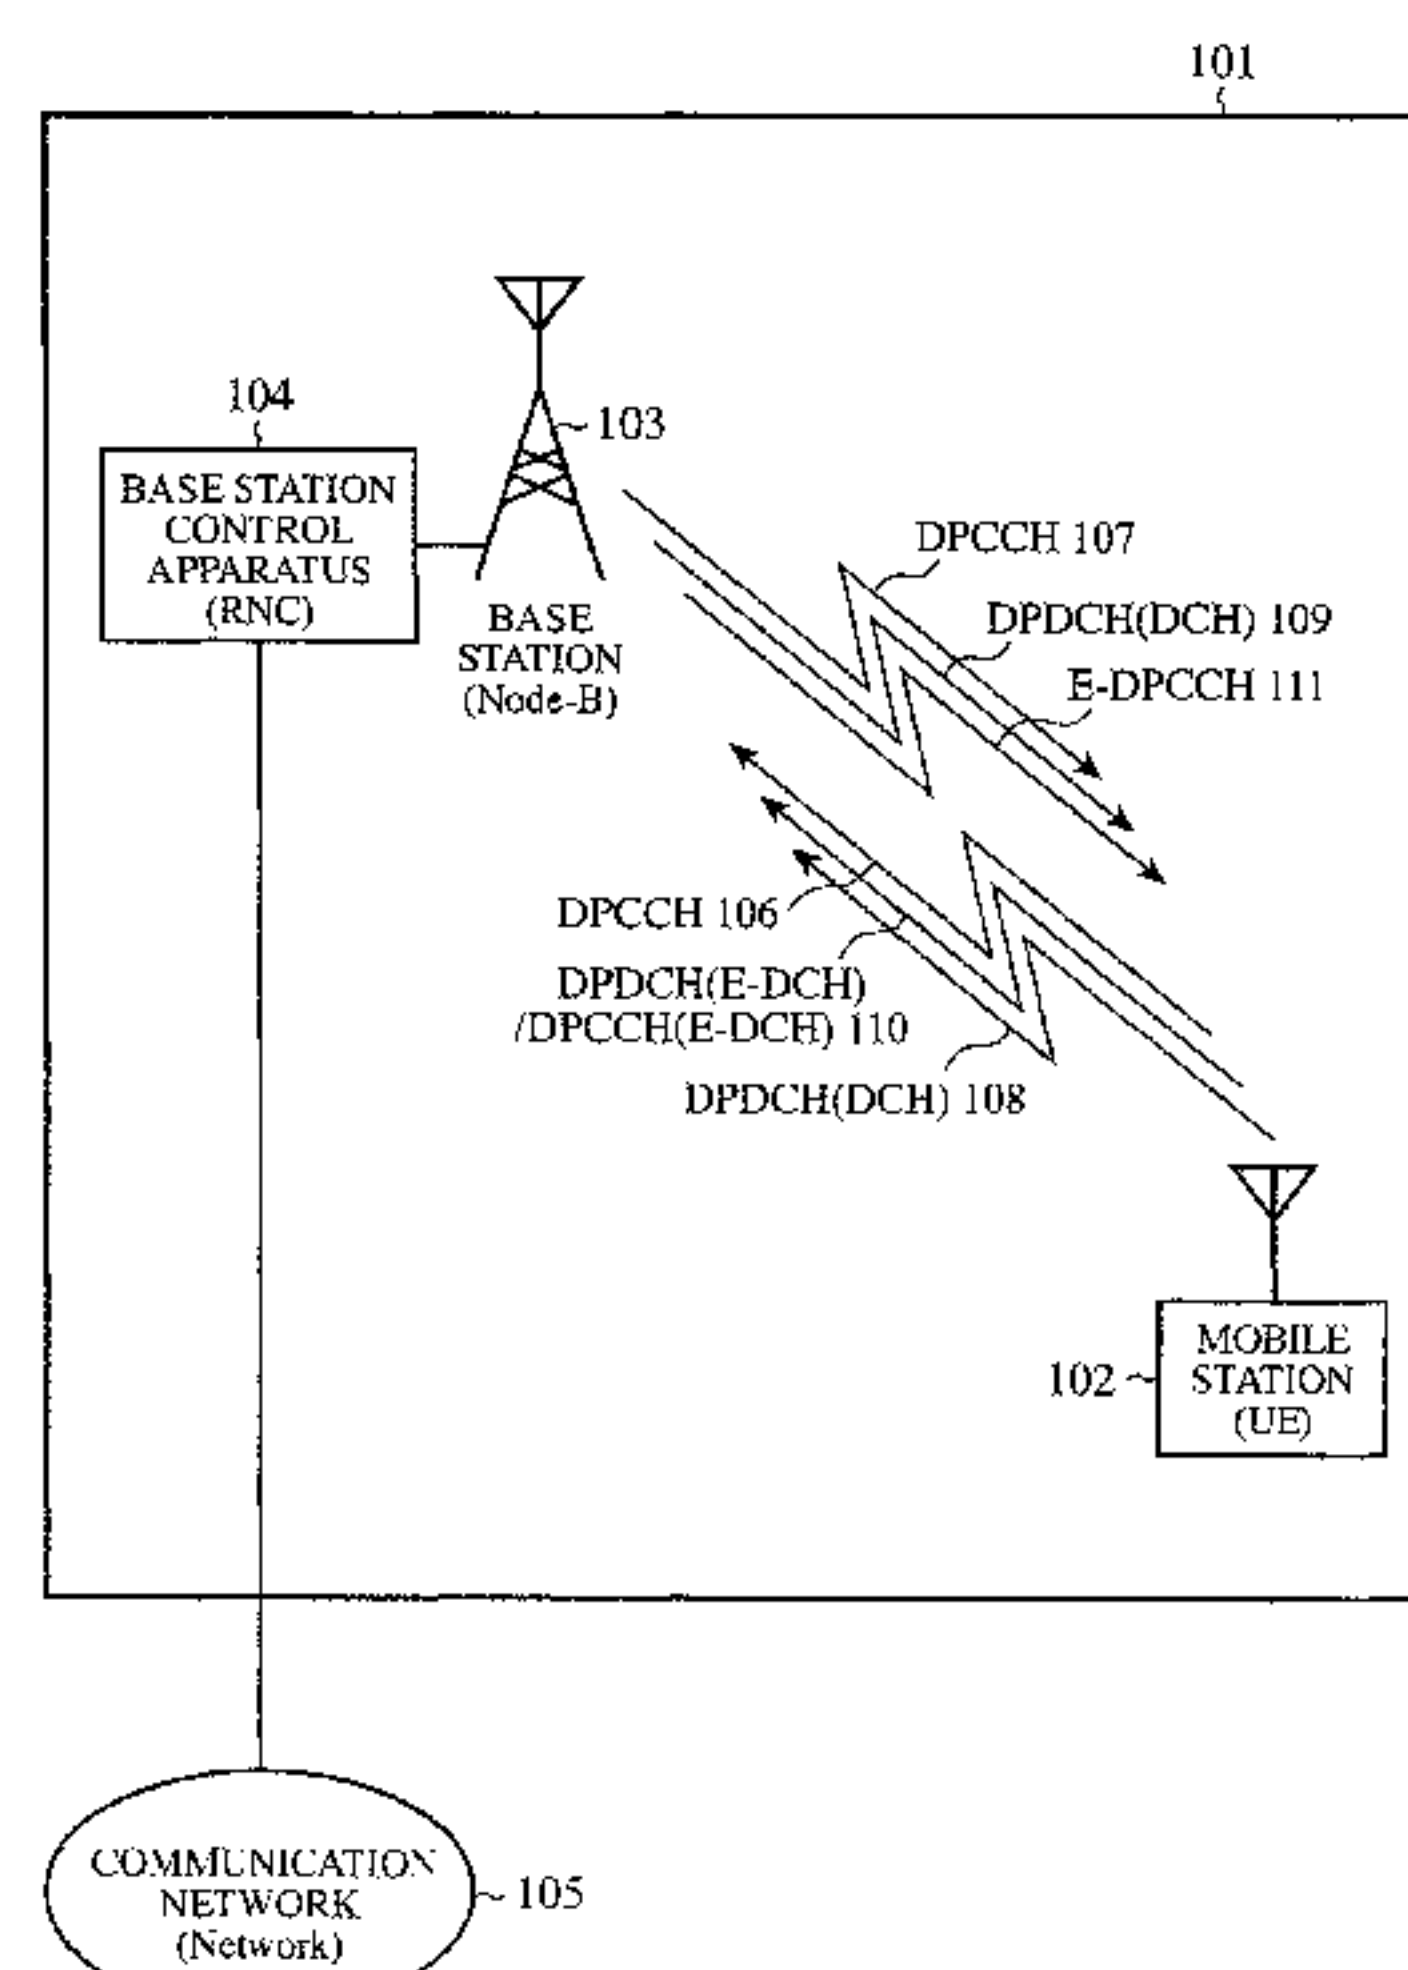 101
104
103
BASE STATION
CONTROL
APPARATUS
(RNC)
BASE
STATION
(Node-B)
DPCCH 107
DPDCH(DCH) 109
E-DPCCH 111
DPCCH 106
DPDCH(E-DCH)
/DPCCH(E-DCH) 110
DPDCH(DCH) 108
102
MOBILE
STATION
(UE)
COMMUNICATION
NETWORK
(Network)
105